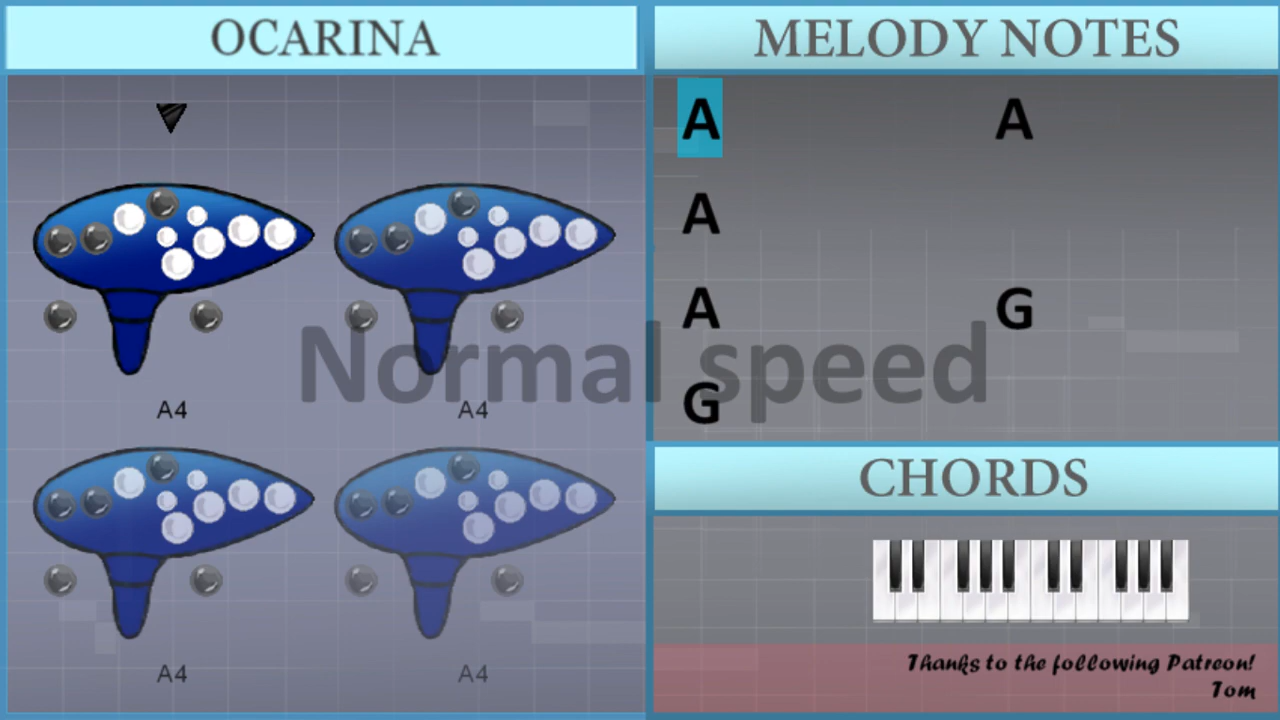 OCARINA
MELODY NOTES
A A
A
A G
G
Normal speed
A4 A4
CHORDS
A4 A4
Thanks to the following Patreon!
Tom